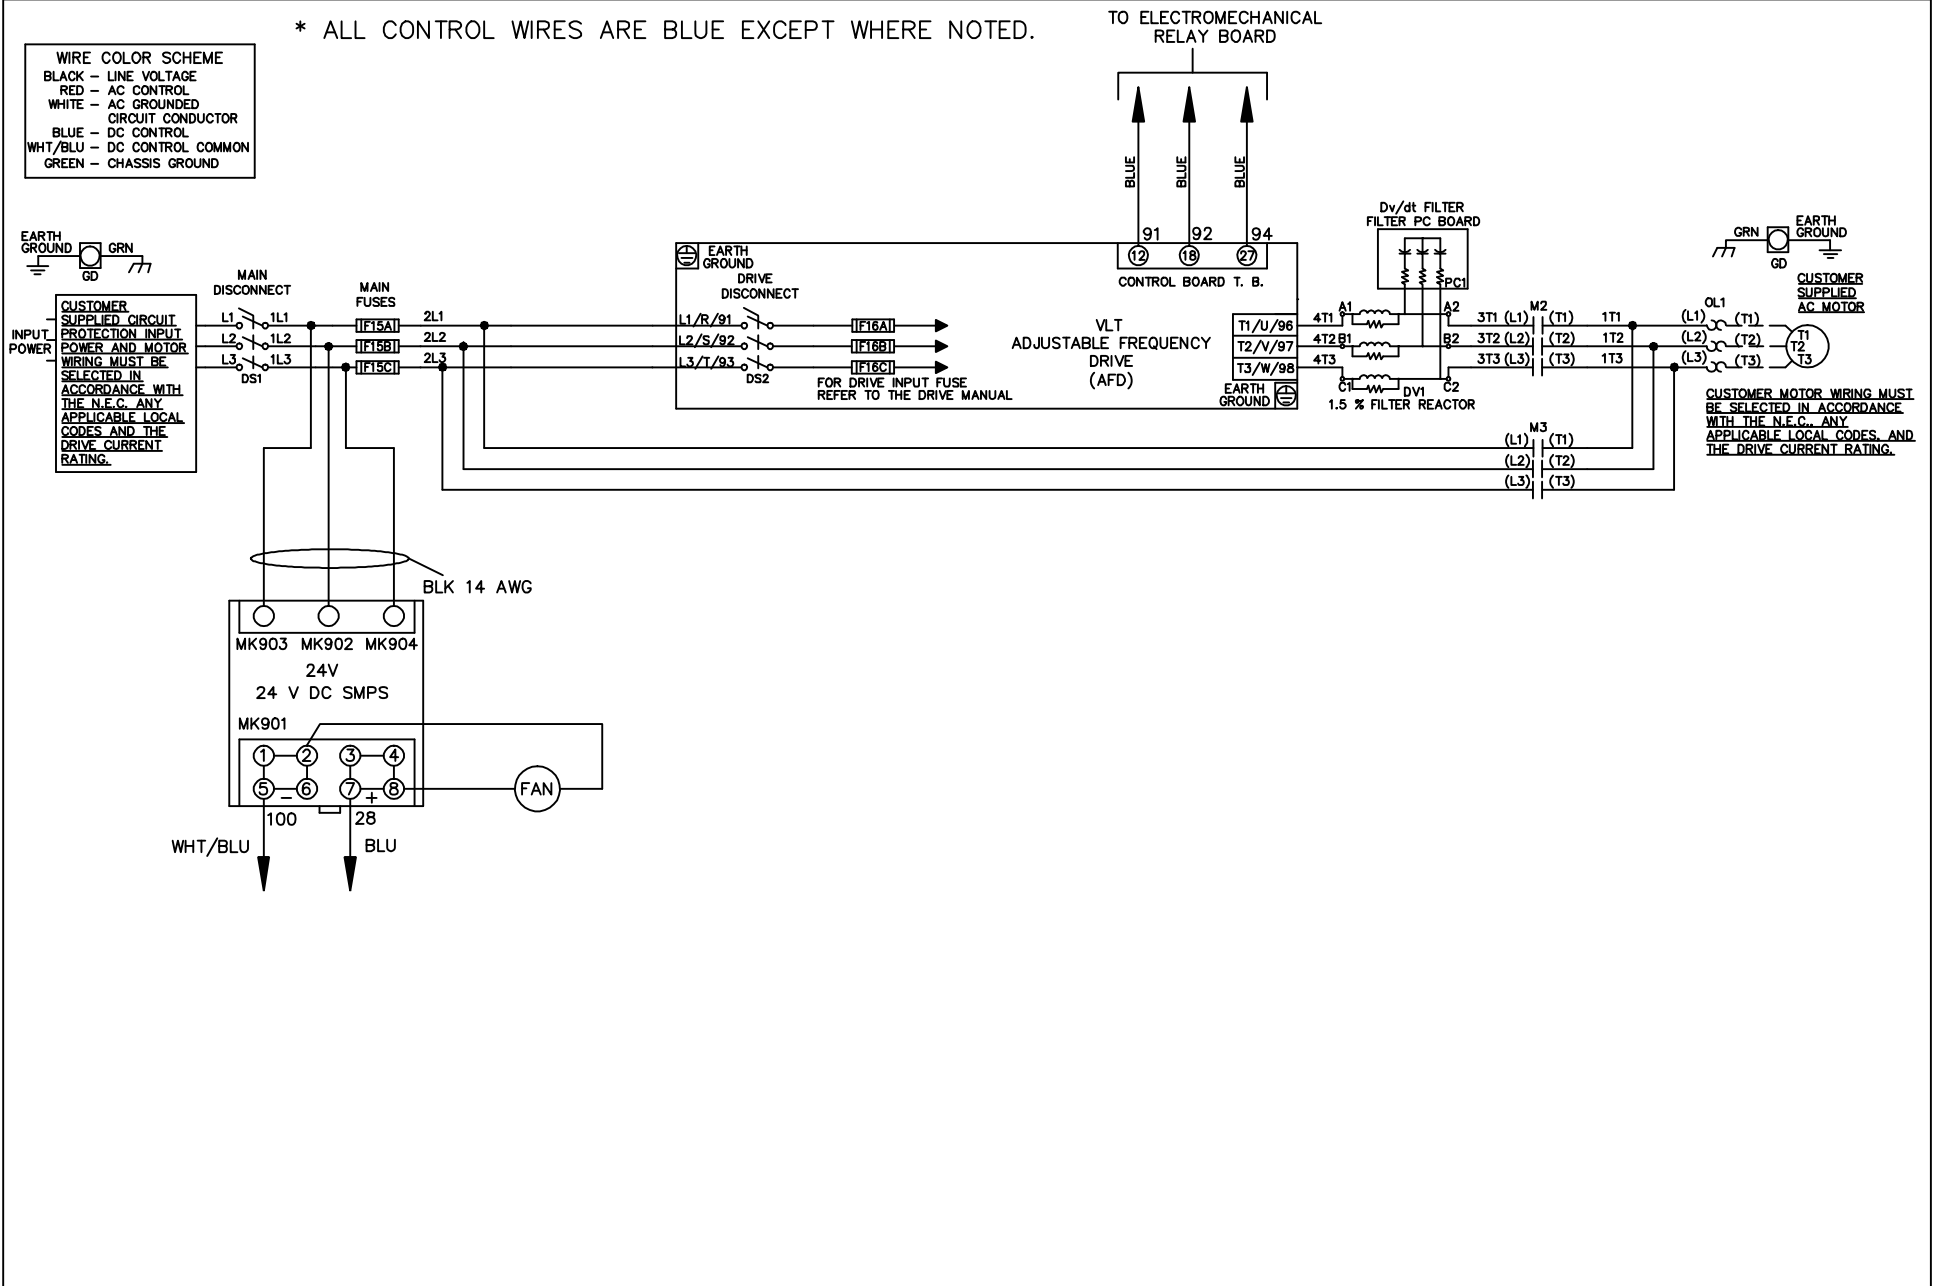 * ALL CONTROL WIRES ARE BLUE EXCEPT WHERE NOTED.
TO ELECTROMECHANICAL
RELAY BOARD
WIRE COLOR SCHEME
BLACK – LINE VOLTAGE
RED – AC CONTROL
WHITE – AC GROUNDED
CIRCUIT CONDUCTOR
BLUE – DC CONTROL
WHT/BLU – DC CONTROL COMMON
GREEN – CHASSIS GROUND
BLUE
BLUE
BLUE
91 92 94
12 18 27
CONTROL BOARD T. B.
EARTH
GROUND
GRN
GD
INPUT
POWER
CUSTOMER
SUPPLIED CIRCUIT
PROTECTION INPUT
POWER AND MOTOR
WIRING MUST BE
SELECTED IN
ACCORDANCE WITH
THE N.E.C. ANY
APPLICABLE LOCAL
CODES AND THE
DRIVE CURRENT
RATING.
MAIN
DISCONNECT
L1 1L1
L2 1L2
L3 1L3
DS1
MAIN
FUSES
F15A
F15B
F15C
2L1
2L2
2L3
EARTH
GROUND
DRIVE
DISCONNECT
L1/R/91
L2/S/92
L3/T/93
DS2
F16A
F16B
F16C
FOR DRIVE INPUT FUSE
REFER TO THE DRIVE MANUAL
VLT
ADJUSTABLE FREQUENCY
DRIVE
(AFD)
T1/U/96
T2/V/97
T3/W/98
EARTH
GROUND
Dv/dt FILTER
FILTER PC BOARD
PC1
4T1 A1 A2
4T2 B1 B2
4T3 C1 C2
DV1
1.5 % FILTER REACTOR
M2
3T1 (L1) (T1) 1T1
3T2 (L2) (T2) 1T2
3T3 (L3) (T3) 1T3
M3
(L1) (T1)
(L2) (T2)
(L3) (T3)
OL1
(L1) (T1)
(L2) (T2)
(L3) (T3)
T1
T2
T3
GRN
EARTH
GROUND
GD
CUSTOMER
SUPPLIED
AC MOTOR
CUSTOMER MOTOR WIRING MUST
BE SELECTED IN ACCORDANCE
WITH THE N.E.C., ANY
APPLICABLE LOCAL CODES, AND
THE DRIVE CURRENT RATING.
BLK 14 AWG
MK903 MK902 MK904
24V
24 V DC SMPS
MK901
1 2 3 4
5 – 6 7 + 8
FAN
100 28
WHT/BLU BLU